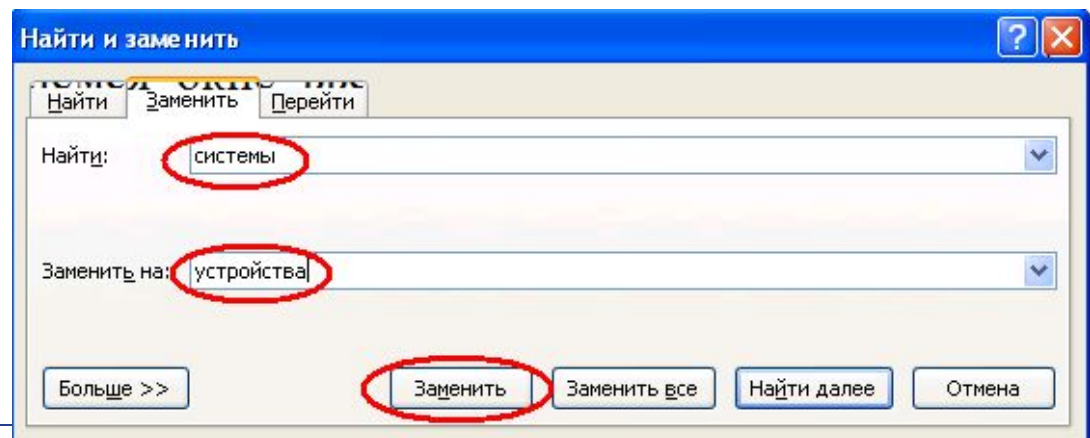 Найти и заменить
Найти Заменить Перейти
Найти: системы
Заменить на: устройства
Больше >> Заменить Заменить все Найти далее Отмена